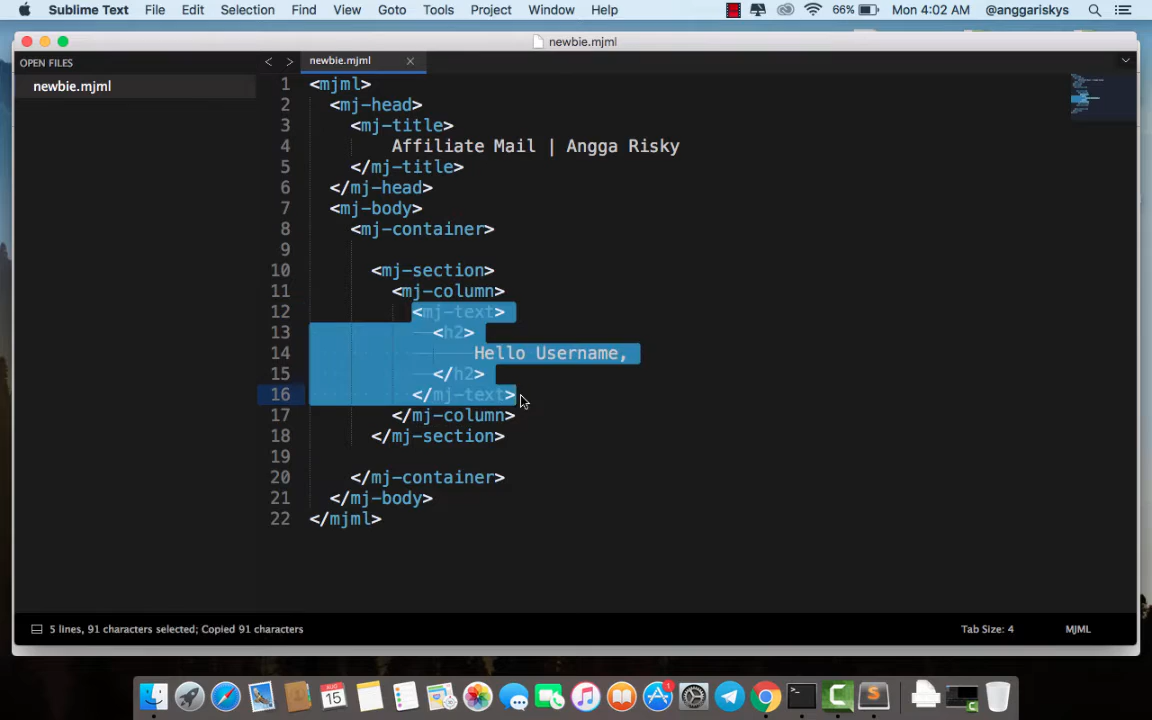 Sublime Text File Edit Selection Find View Goto Tools Project Window Help 66% Mon 4:02 AM @anggariskys
newbie.mjml
OPEN FILES
newbie.mjml
newbie.mjml
1 <mjml>
2 <mj-head>
3 <mj-title>
4 Affiliate Mail | Angga Risky
5 </mj-title>
6 </mj-head>
7 <mj-body>
8 <mj-container>
9
10 <mj-section>
11 <mj-column>
12 <mj-text>
13 <h2>
14 Hello Username,
15 </h2>
16 </mj-text>
17 </mj-column>
18 </mj-section>
19
20 </mj-container>
21 </mj-body>
22 </mjml>
5 lines, 91 characters selected; Copied 91 characters Tab Size: 4 MJML
AUG
15
1